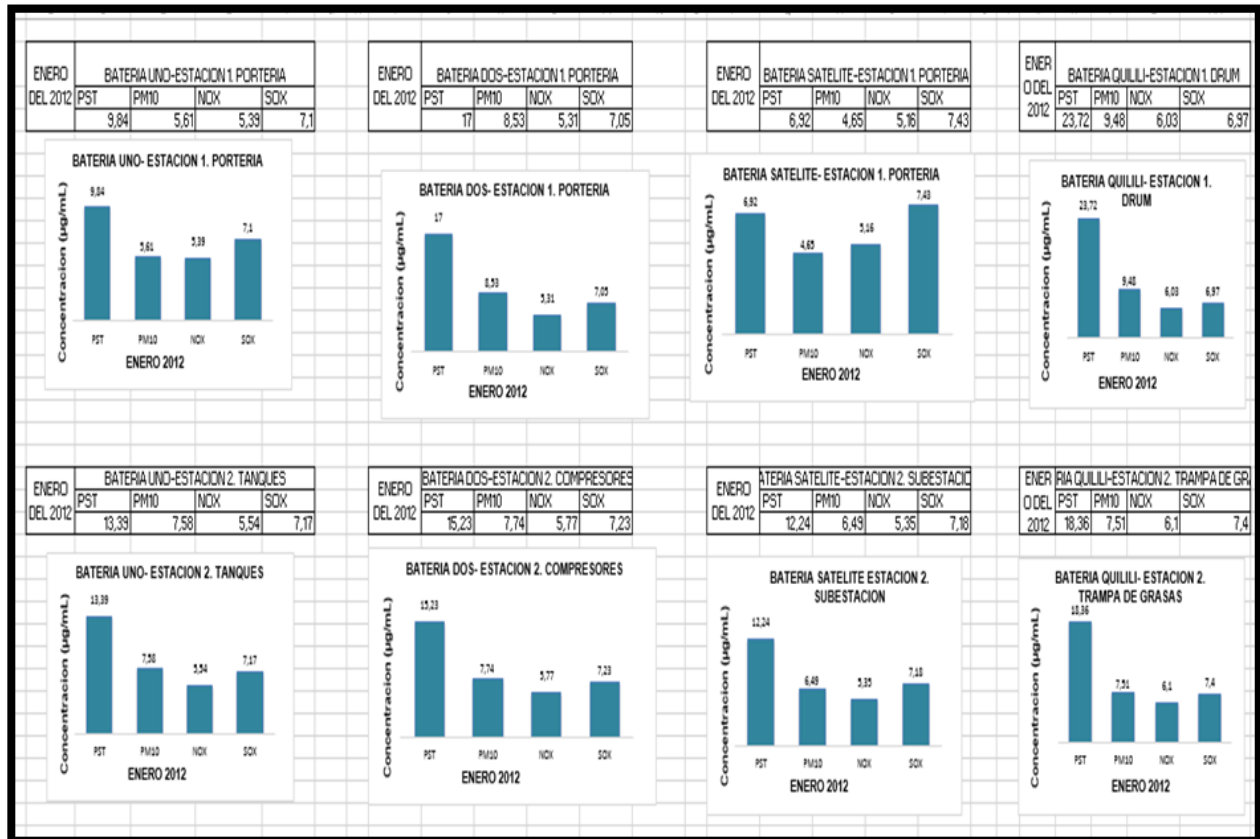 ENERO DEL 2012
BATERIA UNO-ESTACION 1. PORTERIA
PST PM10 NOX SOX
9,84 5,61 5,39 7,1
ENERO DEL 2012
BATERIA DOS-ESTACION 1. PORTERIA
PST PM10 NOX SOX
17 8,53 5,31 7,05
ENERO DEL 2012
BATERIA SATELITE-ESTACION 1. PORTERIA
PST PM10 NOX SOX
6,92 4,65 5,16 7,43
ENER
O DEL
2012
BATERIA QUILILI-ESTACION 1. DRUM
PST PM10 NOX SOX
23,72 9,48 6,03 6,97
BATERIA UNO- ESTACION 1. PORTERIA
Concentracion (µg/mL)
9,84 5,61 5,39 7,1
PST PM10 NOX SOX
ENERO 2012
BATERIA DOS- ESTACION 1. PORTERIA
Concentracion (µg/mL)
17 8,53 5,31 7,05
PST PM10 NOX SOX
ENERO 2012
BATERIA SATELITE- ESTACION 1. PORTERIA
Concentracion (µg/mL)
6,92 4,65 5,16 7,43
PST PM10 NOX SOX
ENERO 2012
BATERIA QUILILI- ESTACION 1.
DRUM
Concentracion (µg/mL)
23,72 9,48 6,03 6,97
PST PM10 NOX SOX
ENERO 2012
ENERO
DEL 2012
BATERIA UNO-ESTACION 2. TANQUES
PST PM10 NOX SOX
13,39 7,58 5,54 7,17
ENERO
DEL 2012
BATERIA DOS-ESTACION 2. COMPRESORES
PST PM10 NOX SOX
15,23 7,74 5,77 7,23
ENERO
DEL 2012
ATERIA SATELITE-ESTACION 2. SUBESTACIO
PST PM10 NOX SOX
12,24 6,49 5,35 7,18
ENER
O DEL
2012
RIA QUILILI-ESTACION 2. TRAMPA DE GRA
PST PM10 NOX SOX
18,36 7,51 6,1 7,4
BATERIA UNO- ESTACION 2. TANQUES
Concentracion (µg/mL)
13,39 7,58 5,54 7,17
PST PM10 NOX SOX
ENERO 2012
BATERIA DOS- ESTACION 2. COMPRESORES
Concentracion (µg/mL)
15,23 7,74 5,77 7,23
PST PM10 NOX SOX
ENERO 2012
BATERIA SATELITE ESTACION 2.
SUBESTACION
Concentracion (µg/mL)
12,24 6,49 5,35 7,18
PST PM10 NOX SOX
ENERO 2012
BATERIA QUILILI- ESTACION 2.
TRAMPA DE GRASAS
Concentracion (µg/mL)
18,36 7,51 6,1 7,4
PST PM10 NOX SOX
ENERO 2012